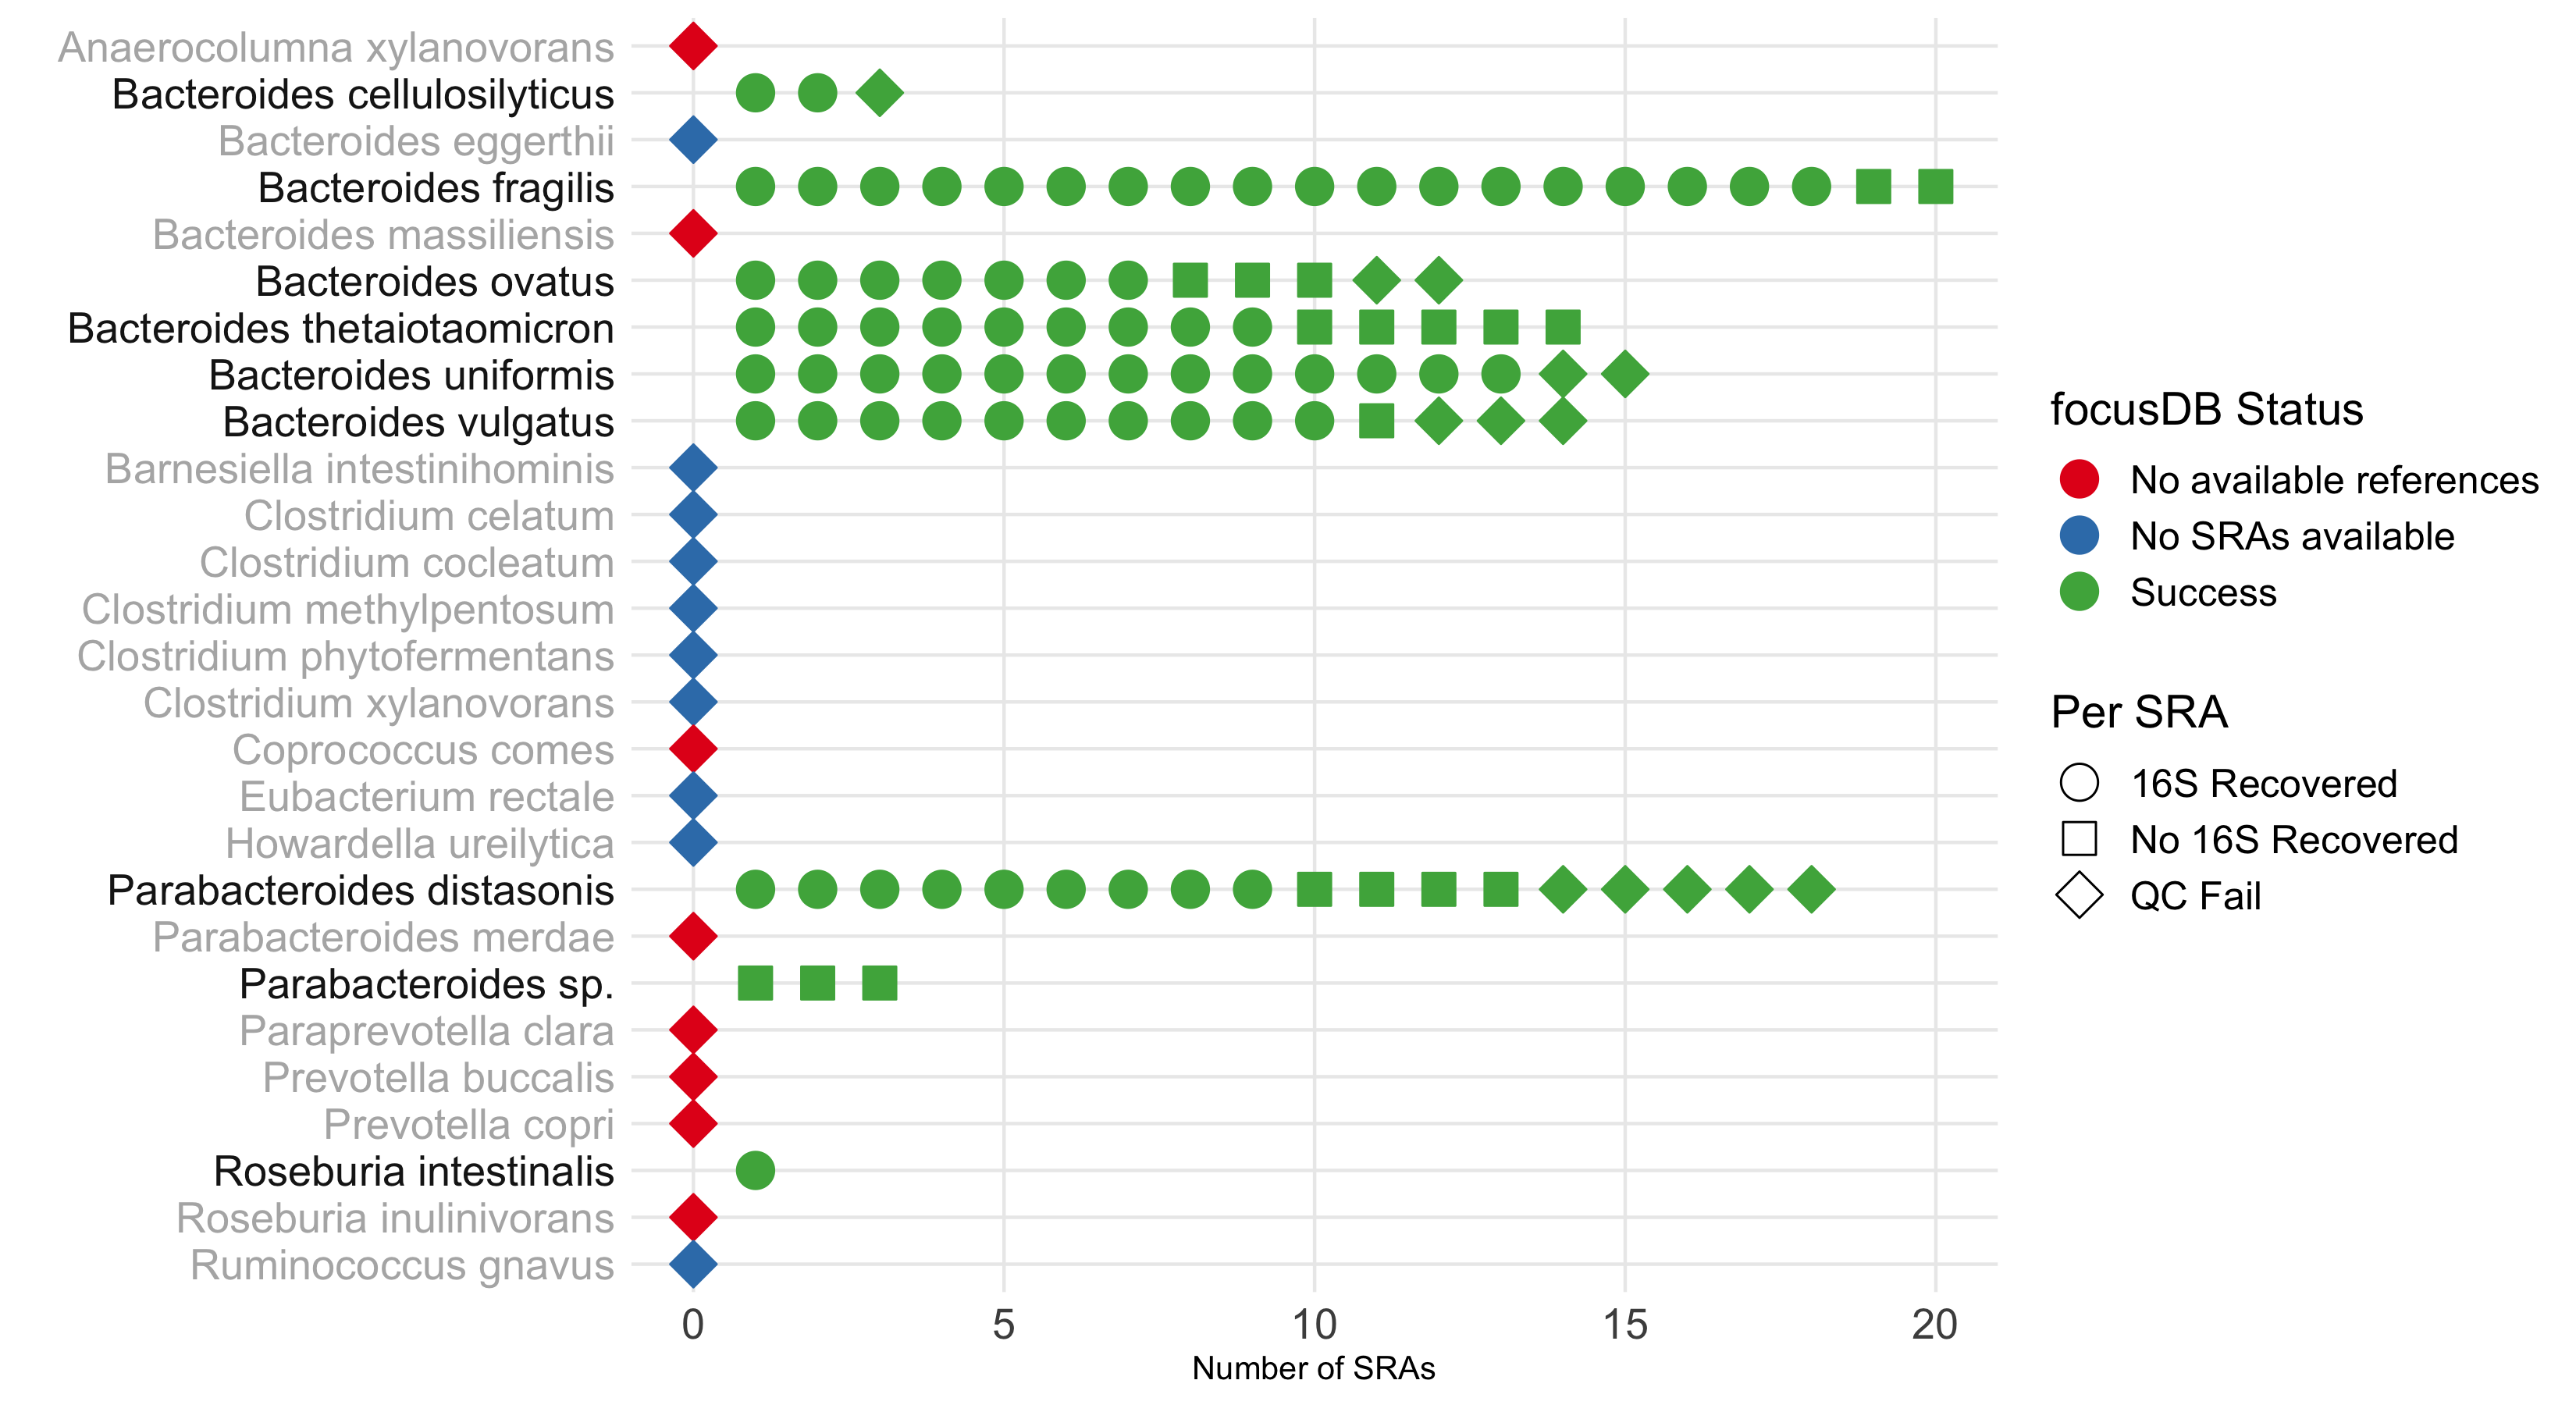 Anaerocolumna xylanovorans
Bacteroides cellulosilyticus
Bacteroides eggerthii
Bacteroides fragilis
Bacteroides massiliensis
Bacteroides ovatus
Bacteroides thetaiotaomicron
Bacteroides uniformis
Bacteroides vulgatus
Barnesiella intestinihominis
Clostridium celatum
Clostridium cocleatum
Clostridium methylpentosum
Clostridium phytofermentans
Clostridium xylanovorans
Coprococcus comes
Eubacterium rectale
Howardella ureilytica
Parabacteroides distasonis
Parabacteroides merdae
Parabacteroides sp.
Paraprevotella clara
Prevotella buccalis
Prevotella copri
Roseburia intestinalis
Roseburia inulinivorans
Ruminococcus gnavus
0 5 10 15 20
Number of SRAs
focusDB Status
No available references
No SRAs available
Success
Per SRA
16S Recovered
No 16S Recovered
QC Fail